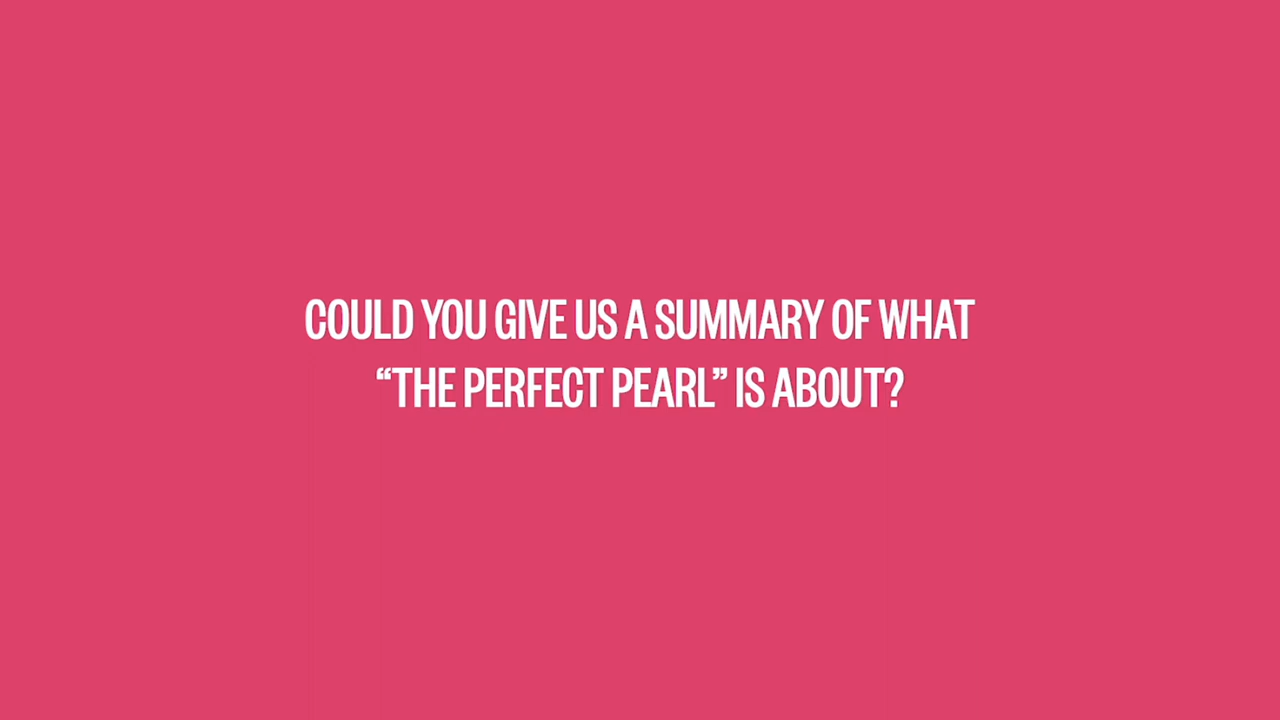 COULD YOU GIVE US A SUMMARY OF WHAT
“THE PERFECT PEARL” IS ABOUT?